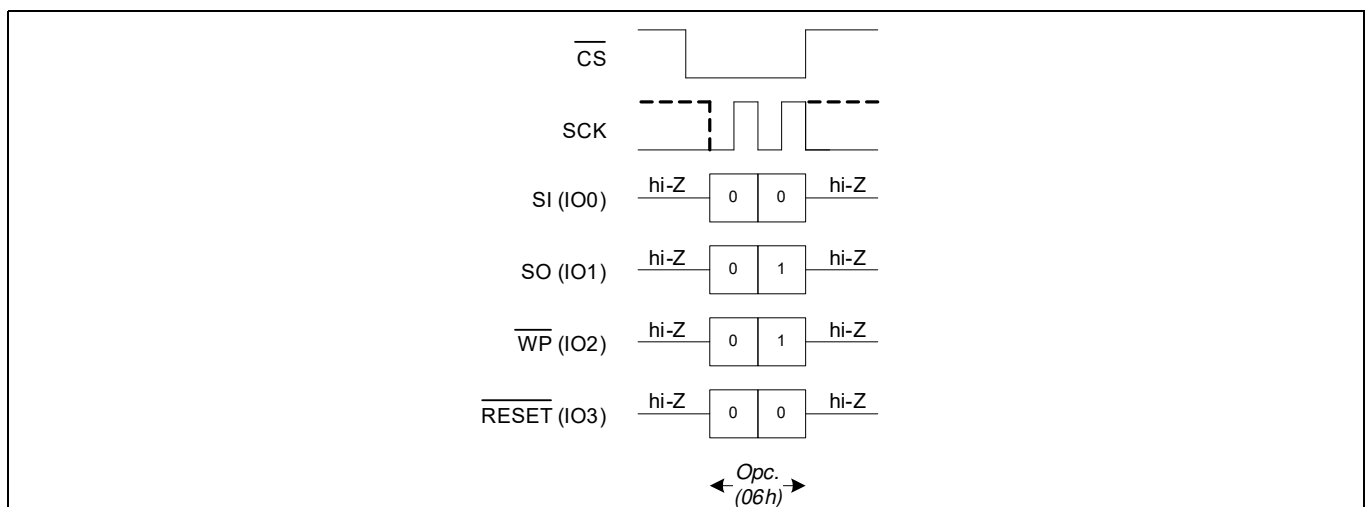 CS
SCK
SI (IO0) hi-Z 0 0 hi-Z
SO (IO1) hi-Z 0 1 hi-Z
WP (IO2) hi-Z 0 1 hi-Z
RESET (IO3) hi-Z 0 0 hi-Z
Opc.
(06h)